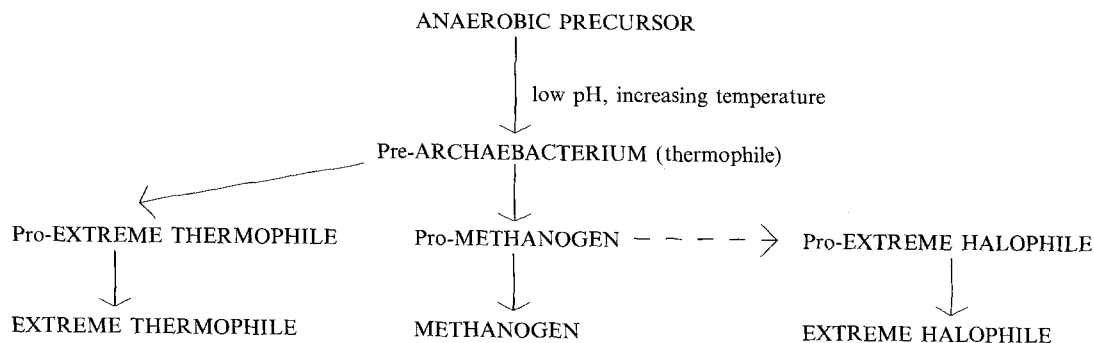 ANAEROBIC PRECURSOR
low pH, increasing temperature
Pre-ARCHAEBACTERIUM (thermophile)
Pro-EXTREME THERMOPHILE
Pro-METHANOGEN
Pro-EXTREME HALOPHILE
EXTREME THERMOPHILE
METHANOGEN
EXTREME HALOPHILE